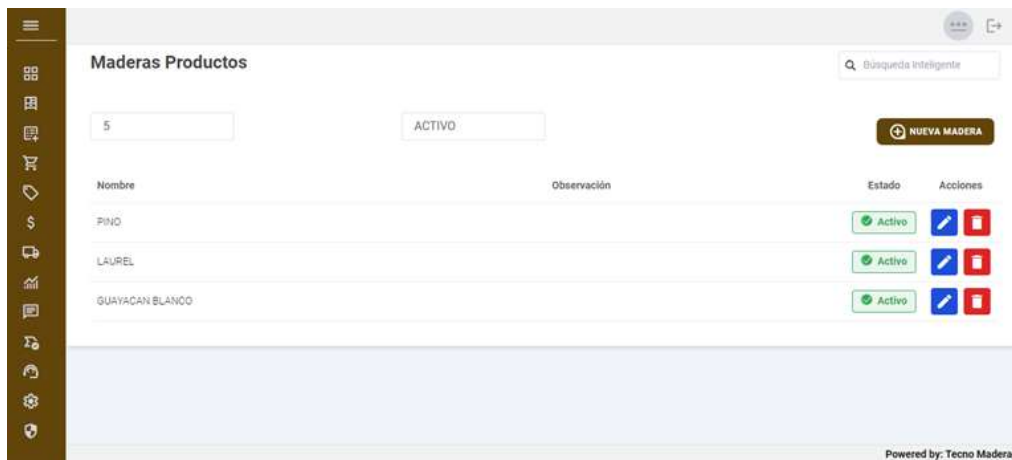 Maderas Productos
Búsqueda Inteligente
5
ACTIVO
NUEVA MADERA
Nombre Observación Estado Acciones
PINO Activo
LAUREL Activo
GUAYACAN BLANCO Activo
Powered by: Tecno Madera